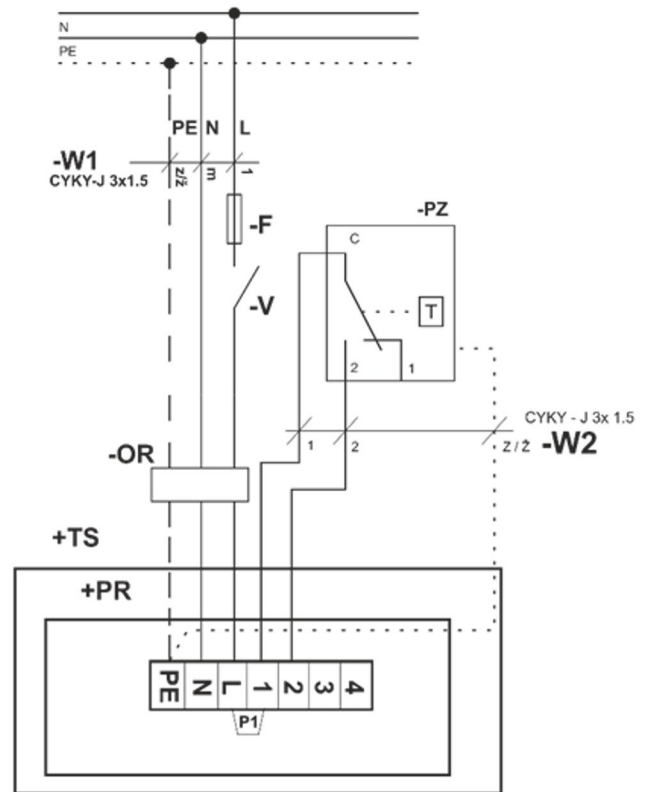 N
PE
PE N L
-W1
CYKY-J 3x1.5
z/ž m 1
-F
-PZ
C
-V
T
2 1
CYKY - J 3x 1.5
1 2 Z / Ž -W2
-OR
+TS
+PR
PE N L 1 2 3 4
P1